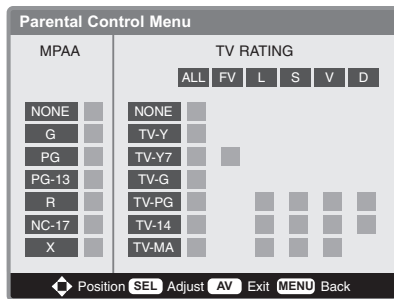 Parental Control Menu
MPAA TV RATING
ALL FV L S V D
NONE NONE
G TV-Y
PG TV-Y7
PG-13 TV-G
R TV-PG
NC-17 TV-14
X TV-MA
Position SEL Adjust AV Exit MENU Back